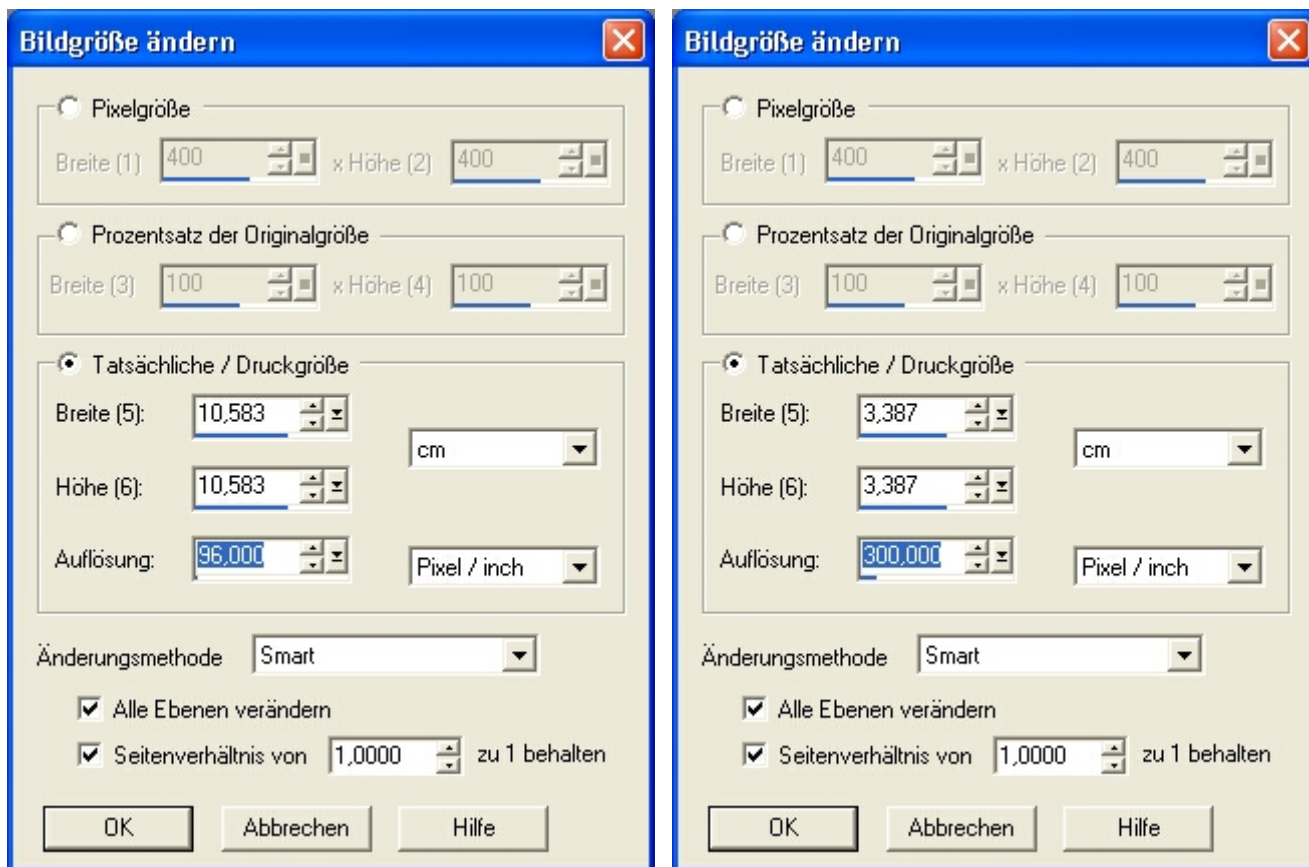 Bildgröße ändern
Pixelgröße
Breite (1) 400 x Höhe (2) 400
Prozentsatz der Originalgröße
Breite (3) 100 x Höhe (4) 100
Tatsächliche / Druckgröße
Breite (5): 10,583
cm
Höhe (6): 10,583
Auflösung: 96,000 Pixel / inch
Änderungsmethode Smart
Alle Ebenen verändern
Seitenverhältnis von 1,0000 zu 1 behalten
OK Abbrechen Hilfe
Bildgröße ändern
Pixelgröße
Breite (1) 400 x Höhe (2) 400
Prozentsatz der Originalgröße
Breite (3) 100 x Höhe (4) 100
Tatsächliche / Druckgröße
Breite (5): 3,387
cm
Höhe (6): 3,387
Auflösung: 300,000 Pixel / inch
Änderungsmethode Smart
Alle Ebenen verändern
Seitenverhältnis von 1,0000 zu 1 behalten
OK Abbrechen Hilfe